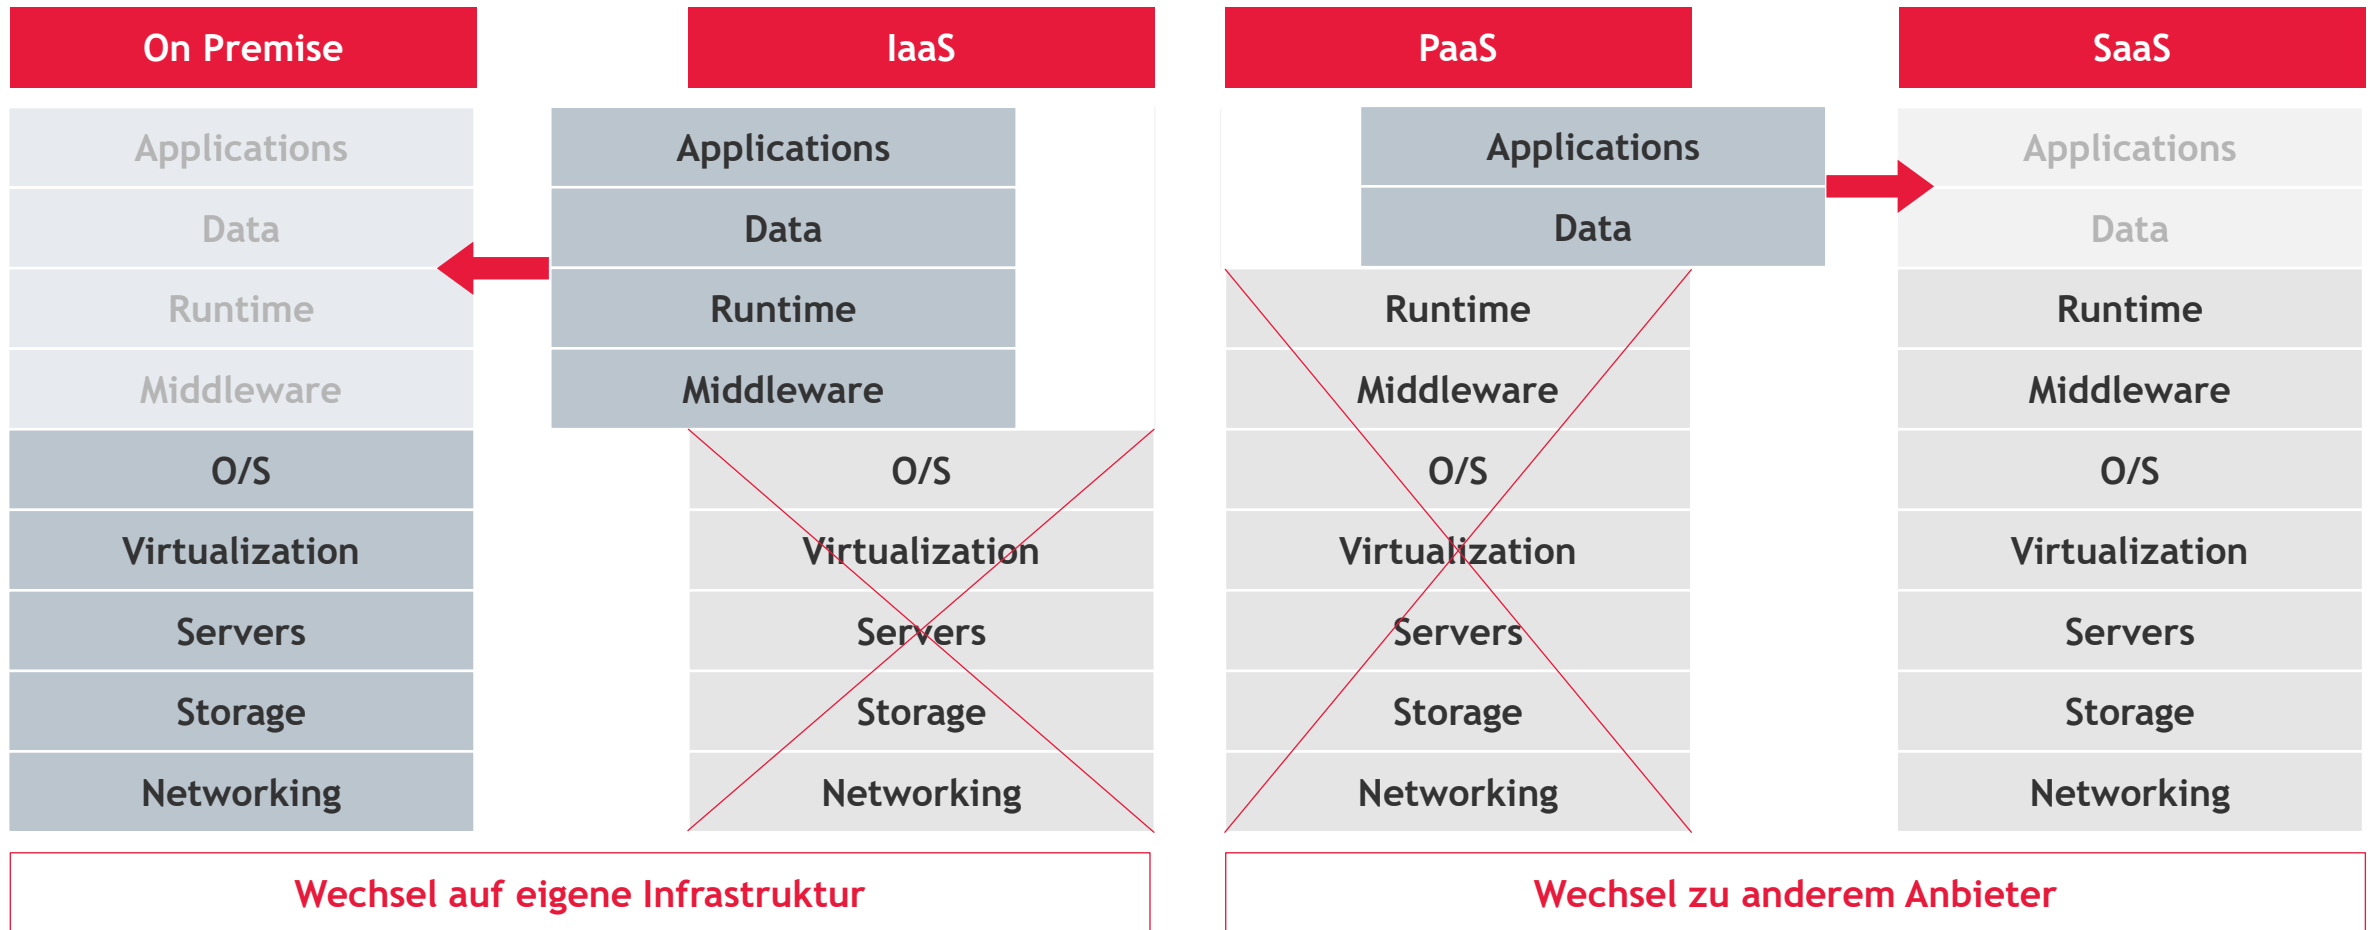 On Premise
Applications
Data
Runtime
Middleware
O/S
Virtualization
Servers
Storage
Networking
IaaS
Applications
Data
Runtime
Middleware
O/S
Virtualization
Servers
Storage
Networking
Wechsel auf eigene Infrastruktur
PaaS
Applications
Data
Runtime
Middleware
O/S
Virtualization
Servers
Storage
Networking
SaaS
Applications
Data
Runtime
Middleware
O/S
Virtualization
Servers
Storage
Networking
Wechsel zu anderem Anbieter